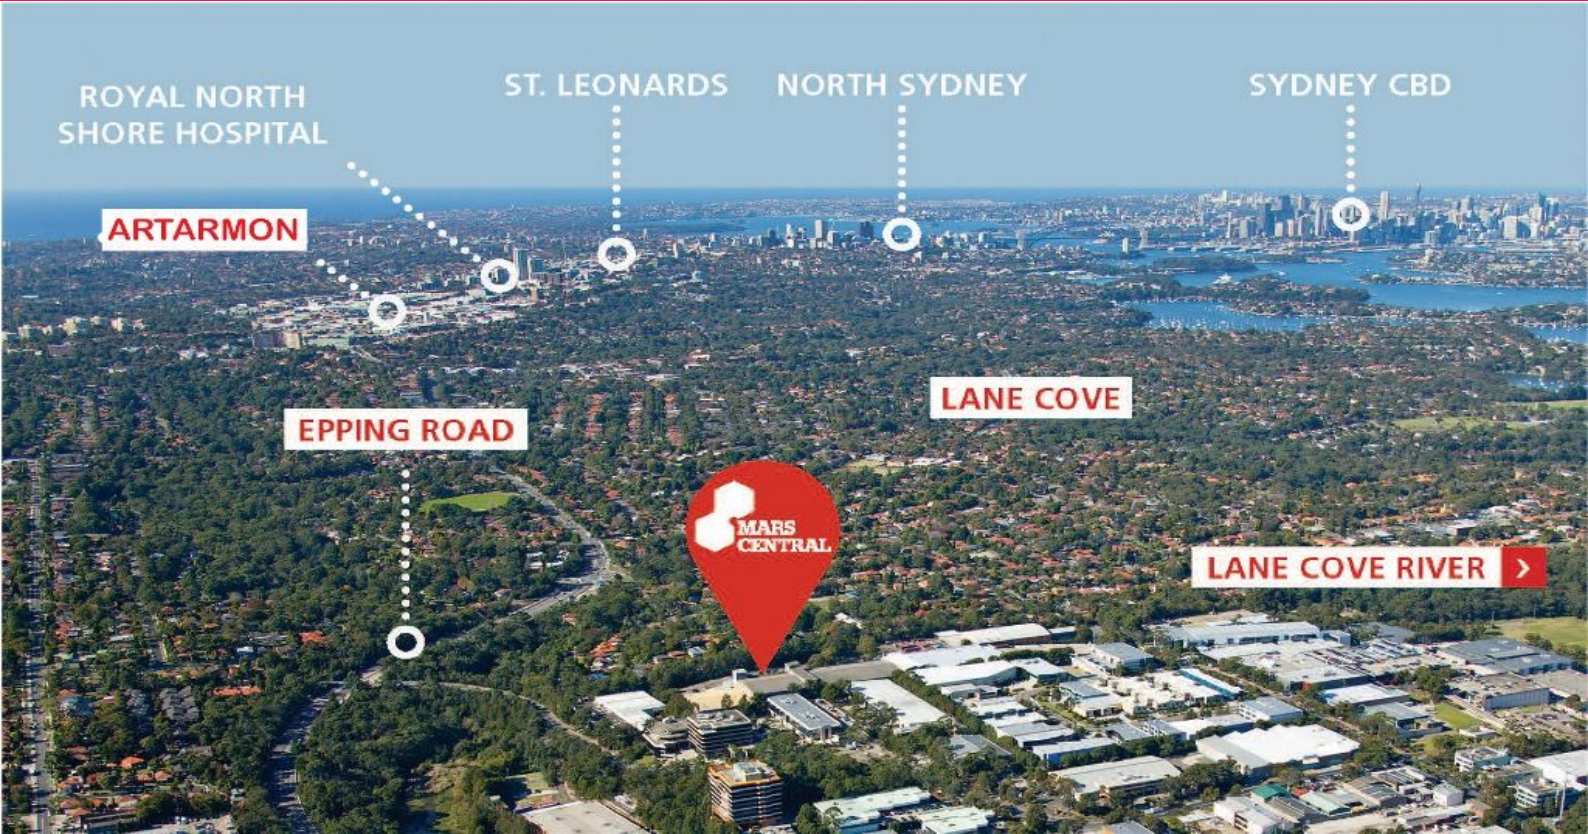 ROYAL NORTH
SHORE HOSPITAL
ST. LEONARDS
NORTH SYDNEY
SYDNEY CBD
ARTARMON
LANE COVE
EPPING ROAD
MARS
CENTRAL
LANE COVE RIVER